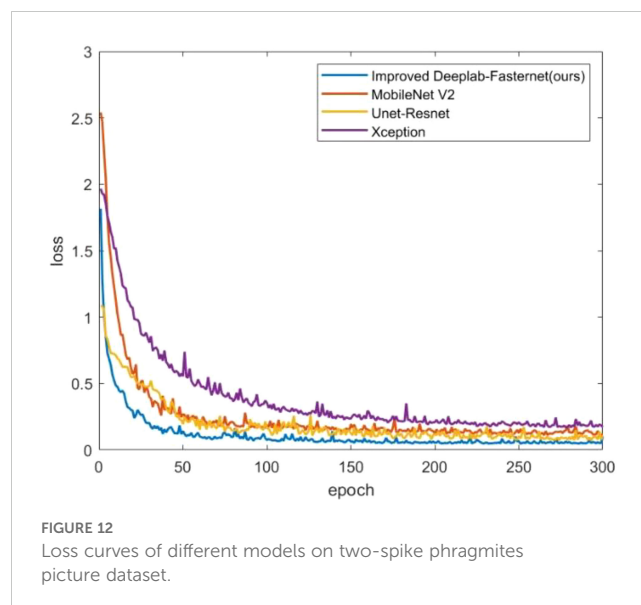 3
2.5
2
1.5
1
0.5
0
loss
Improved Deeplab-Fasternet(ours)
MobileNet V2
Unet-Resnet
Xception
0 50 100 150 200 250 300
epoch
FIGURE 12
Loss curves of different models on two-spike phragmites
picture dataset.